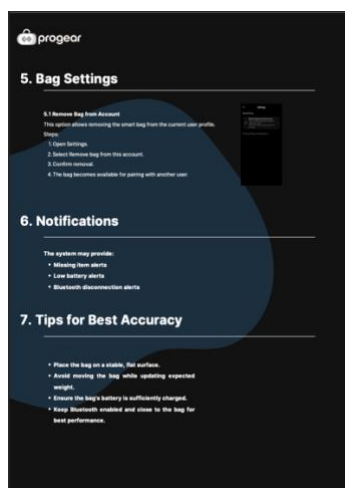 progear
5. Bag Settings
5.1 Remove Bag from Account
This option allows removing the smart bag from the current user profile.
Steps:
1. Open Settings.
2. Select Remove bag from this account.
3. Confirm removal.
4. The bag becomes available for pairing with another user.
6. Notifications
The system may provide:
• Missing item alerts
• Low battery alerts
• Bluetooth disconnection alerts
7. Tips for Best Accuracy
• Place the bag on a stable, flat surface.
• Avoid moving the bag while updating expected
weight.
• Ensure the bag's battery is sufficiently charged.
• Keep Bluetooth enabled and close to the bag for
best performance.